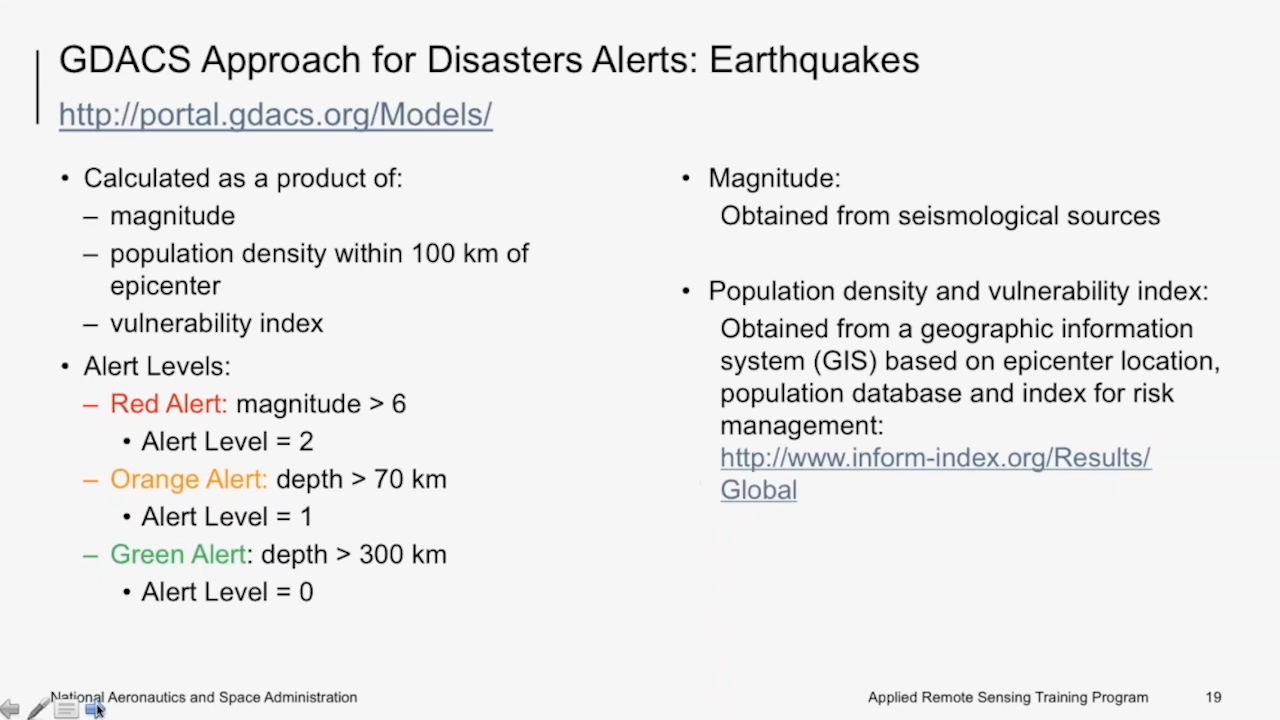 GDACS Approach for Disasters Alerts: Earthquakes
http://portal.gdacs.org/Models/
• Calculated as a product of:
– magnitude
– population density within 100 km of
epicenter
– vulnerability index
• Alert Levels:
– Red Alert: magnitude > 6
• Alert Level = 2
– Orange Alert: depth > 70 km
• Alert Level = 1
– Green Alert: depth > 300 km
• Alert Level = 0
• Magnitude:
Obtained from seismological sources
• Population density and vulnerability index:
Obtained from a geographic information
system (GIS) based on epicenter location,
population database and index for risk
management:
http://www.inform-index.org/Results/
Global
National Aeronautics and Space Administration
Applied Remote Sensing Training Program
19